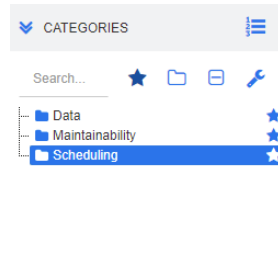 CATEGORIES
Search...
Data
Maintainability
Scheduling